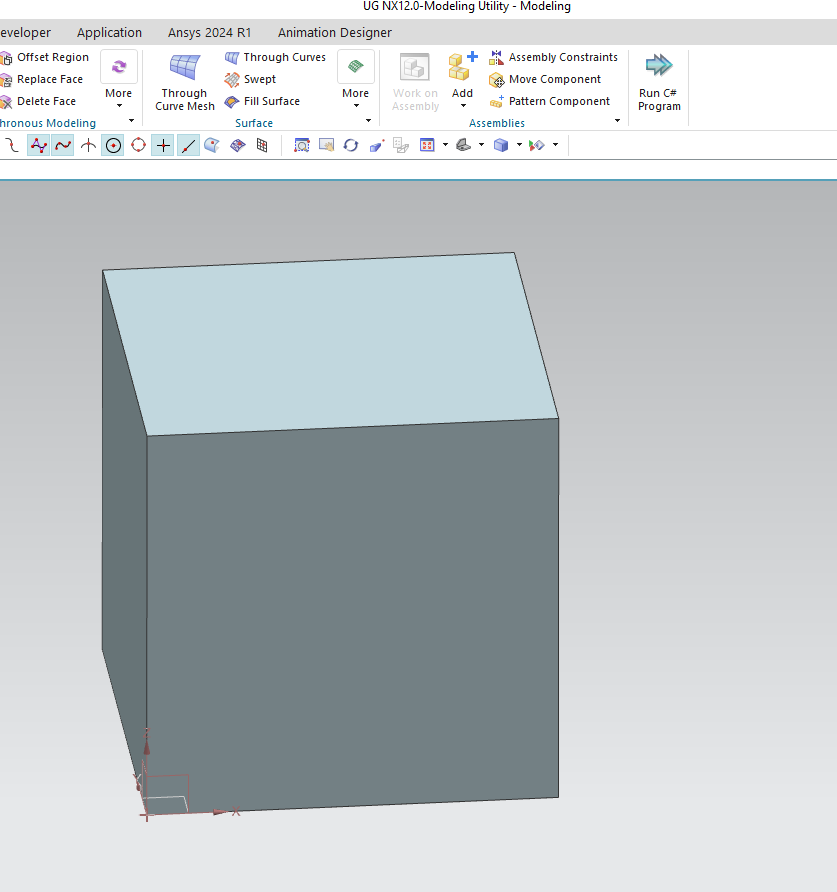 UG NX12.0-Modeling Utility - Modeling
eveloper Application Ansys 2024 R1 Animation Designer
Offset Region
Replace Face
Delete Face
More
hronous Modeling
Through
Curve Mesh
Through Curves
Swept
Fill Surface
More
Surface
Work on
Assembly
Add
Assembly Constraints
Move Component
Pattern Component
Assemblies
Run C#
Program
X